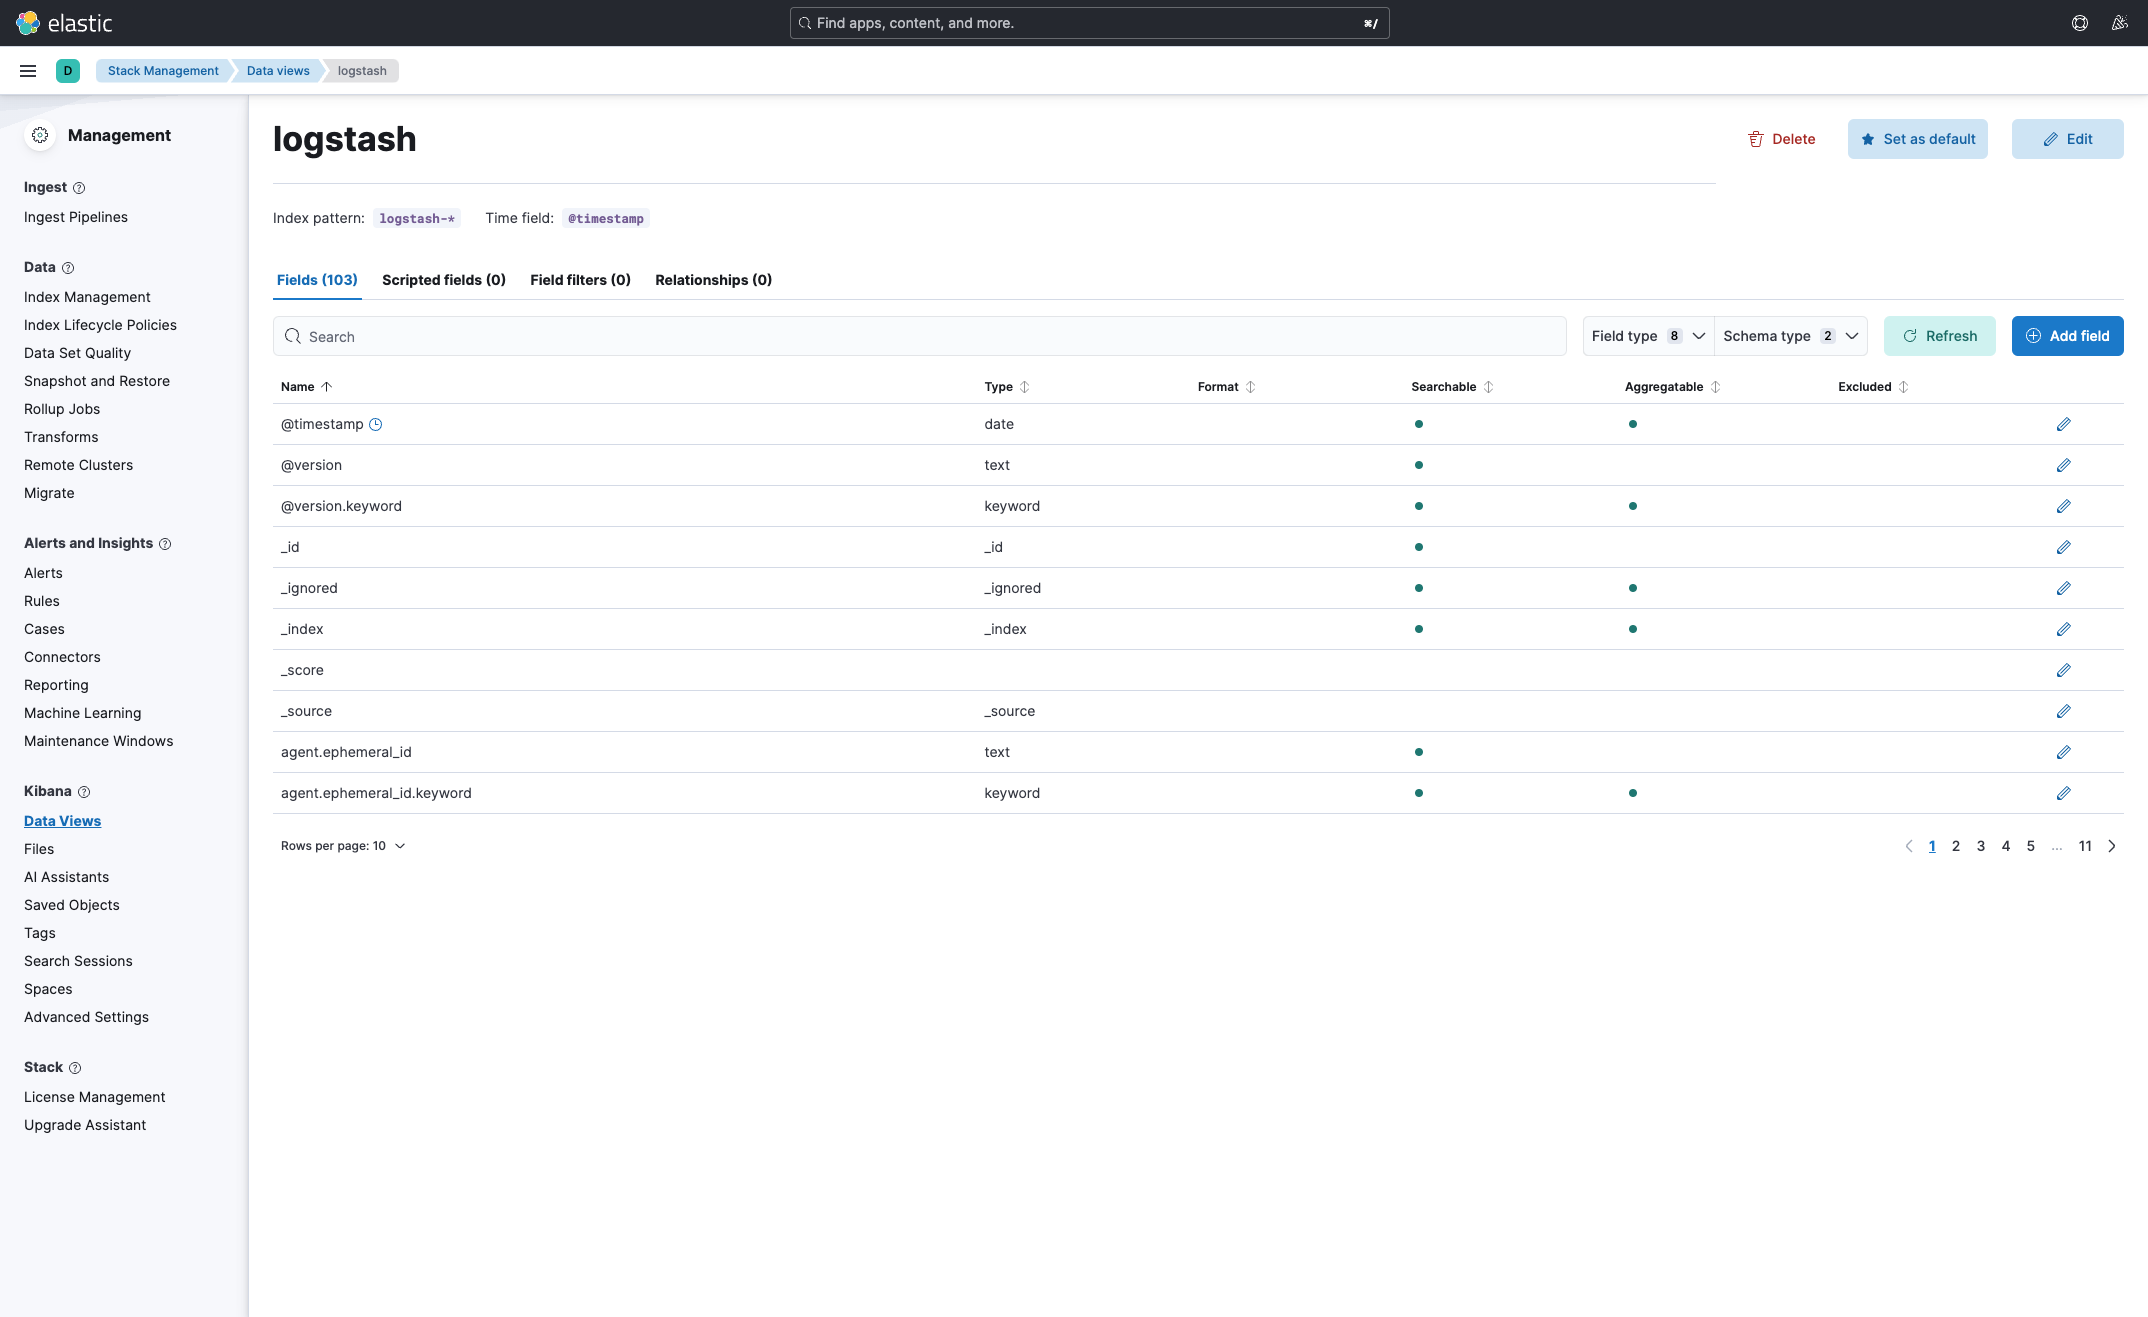 elastic
Find apps, content, and more.
⌘/
D
Stack Management
Data views
logstash
Management
Ingest
Ingest Pipelines
Data
Index Management
Index Lifecycle Policies
Data Set Quality
Snapshot and Restore
Rollup Jobs
Transforms
Remote Clusters
Migrate
Alerts and Insights
Alerts
Rules
Cases
Connectors
Reporting
Machine Learning
Maintenance Windows
Kibana
Data Views
Files
AI Assistants
Saved Objects
Tags
Search Sessions
Spaces
Advanced Settings
Stack
License Management
Upgrade Assistant
logstash
Delete
Set as default
Edit
Index pattern: logstash-* Time field: @timestamp
Fields (103) Scripted fields (0) Field filters (0) Relationships (0)
Search
Field type 8
Schema type 2
Refresh
Add field
Name Type Format Searchable Aggregatable Excluded
@timestamp date
@version text
@version.keyword keyword
_id _id
_ignored _ignored
_index _index
_score
_source _source
agent.ephemeral_id text
agent.ephemeral_id.keyword keyword
Rows per page: 10
1 2 3 4 5 ... 11